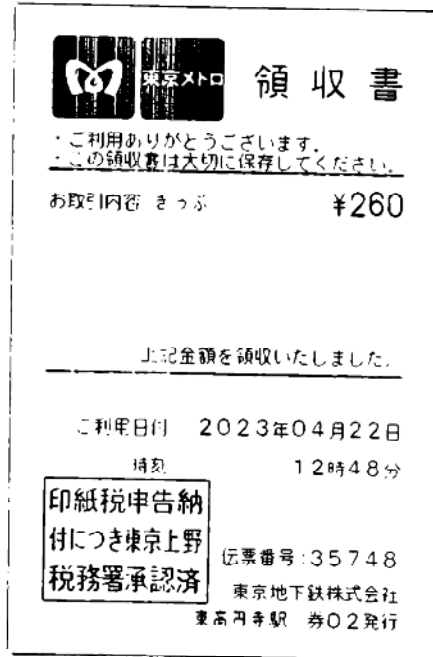 東京メトロ 領収書
・ご利用ありがとうございます。
・この領収書は大切に保存してください。
お取引内容 きっぷ ¥260
上記金額を領収いたしました。
ご利用日付 2023年04月22日
時刻 12時48分
印紙税申告納
付につき東京上野
税務署承認済
伝票番号:35748
東京地下鉄株式会社
東高円寺駅 券02発行